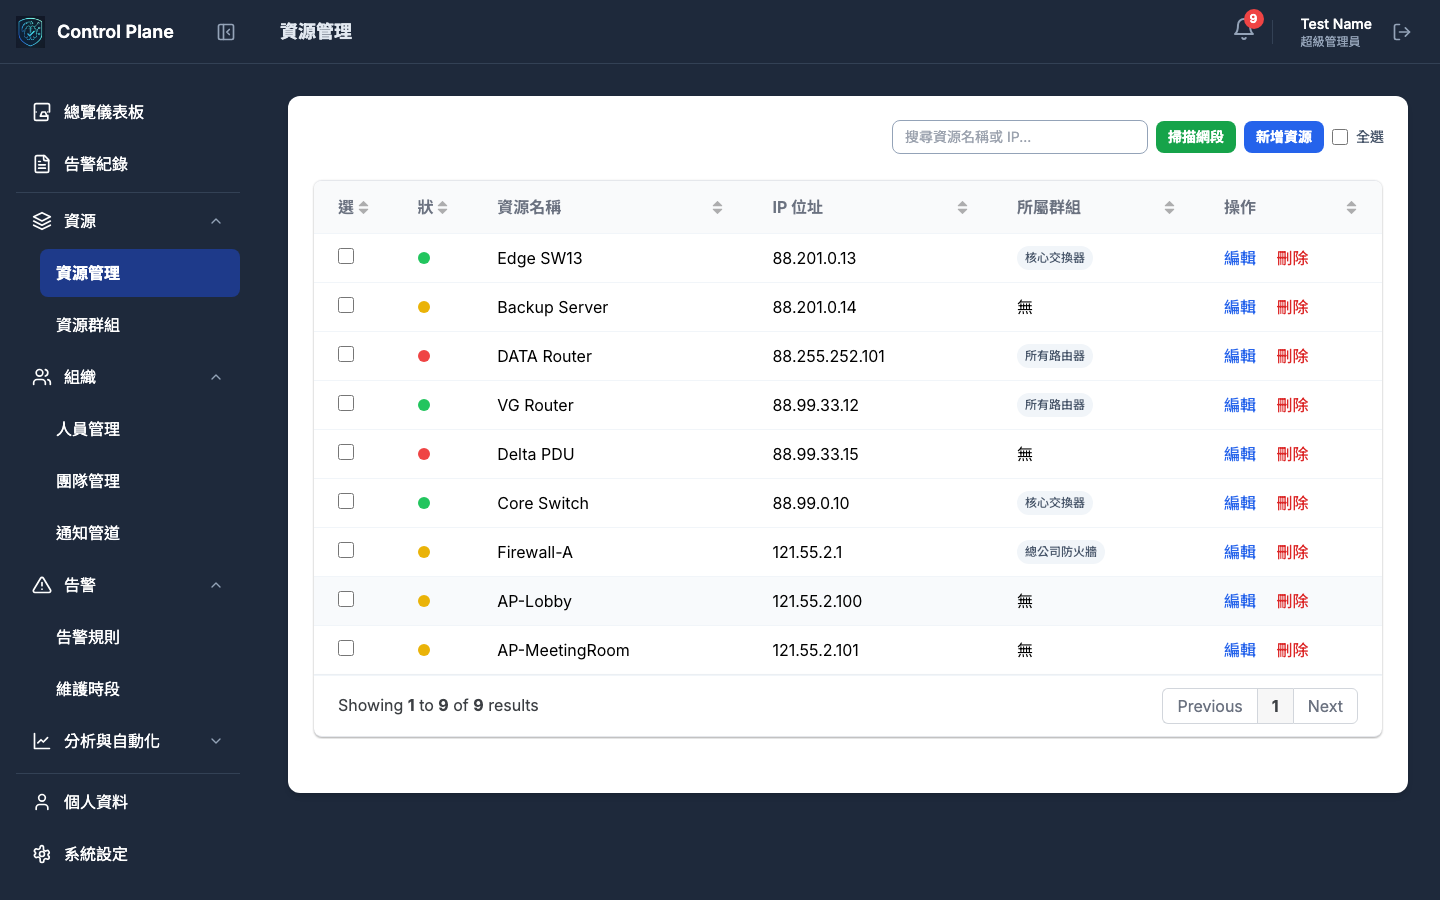 Control Plane
資源管理
9
Test Name
超級管理員
總覽儀表板
告警紀錄
資源
資源管理
資源群組
組織
人員管理
團隊管理
通知管道
告警
告警規則
維護時段
分析與自動化
個人資料
系統設定
搜尋資源名稱或 IP... 掃描網段 新增資源 全選
選 狀 資源名稱 IP 位址 所屬群組 操作
Edge SW13 88.201.0.13 核心交換器 編輯 刪除
Backup Server 88.201.0.14 無 編輯 刪除
DATA Router 88.255.252.101 所有路由器 編輯 刪除
VG Router 88.99.33.12 所有路由器 編輯 刪除
Delta PDU 88.99.33.15 無 編輯 刪除
Core Switch 88.99.0.10 核心交換器 編輯 刪除
Firewall-A 121.55.2.1 總公司防火牆 編輯 刪除
AP-Lobby 121.55.2.100 無 編輯 刪除
AP-MeetingRoom 121.55.2.101 無 編輯 刪除
Showing 1 to 9 of 9 results Previous 1 Next